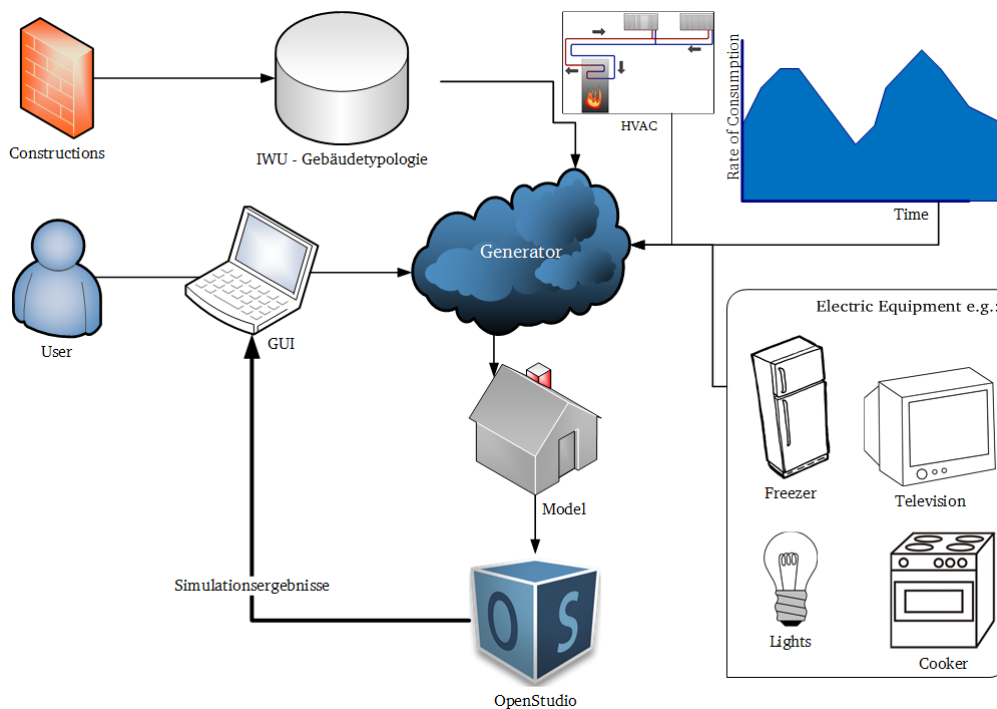 Constructions
IWU - Gebäudetypologie
HVAC
Rate of Consumption
Time
User
GUI
Generator
Electric Equipment e.g.:
Freezer
Television
Model
Simulationsergebnisse
Lights
Cooker
O S
OpenStudio